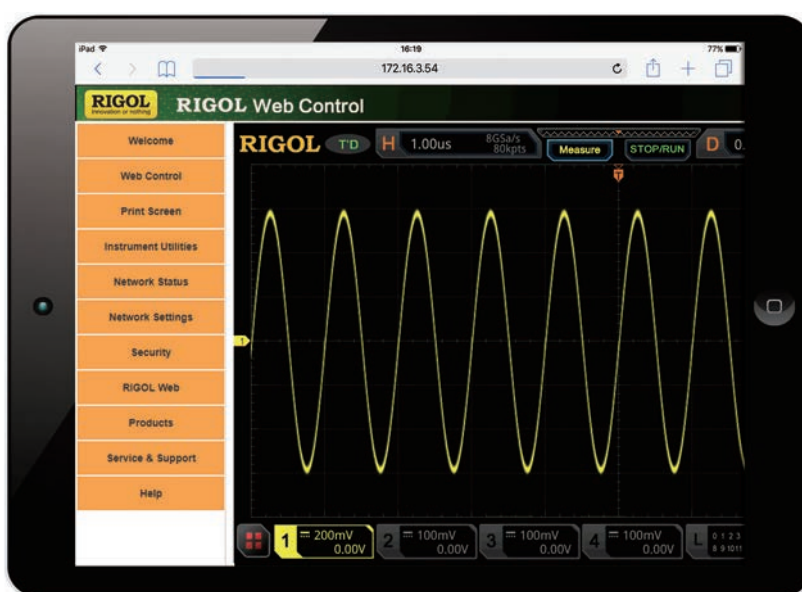 iPad 16:19 77%
172.16.3.54
RIGOL RIGOL Web Control
Innovation or nothing
Welcome
Web Control
Print Screen
Instrument Utilities
Network Status
Network Settings
Security
RIGOL Web
Products
Service & Support
Help
RIGOL T'D H 1.00us 8GSa/s 80kpts Measure STOP/RUN D 0.
T
1
1 200mV 0.00V
2 100mV 0.00V
3 100mV 0.00V
4 100mV 0.00V
L 0 1 2 3
8 9 1011